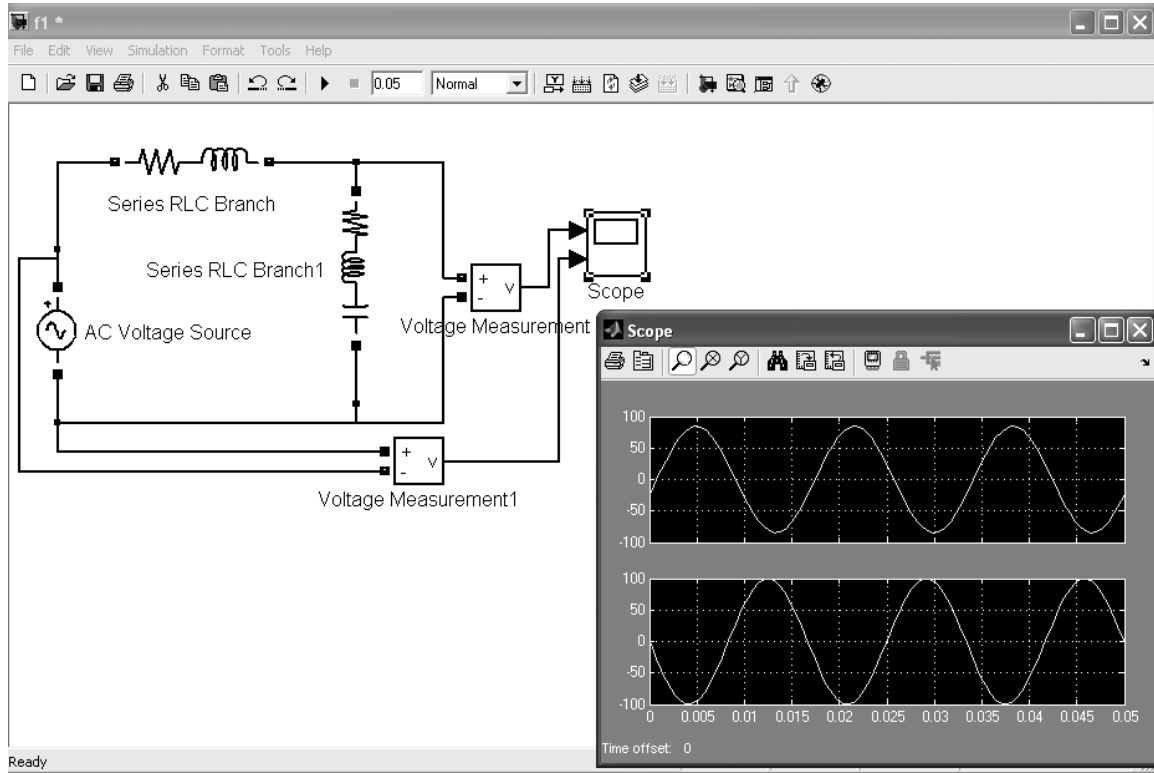 f1 *
File Edit View Simulation Format Tools Help
0.05 Normal
Series RLC Branch
Series RLC Branch1
AC Voltage Source
+
-
v
Voltage Measurement
Scope
+
-
v
Voltage Measurement1
Scope
100
50
0
-50
-100
100
50
0
-50
-100
0 0.005 0.01 0.015 0.02 0.025 0.03 0.035 0.04 0.045 0.05
Time offset: 0
Ready